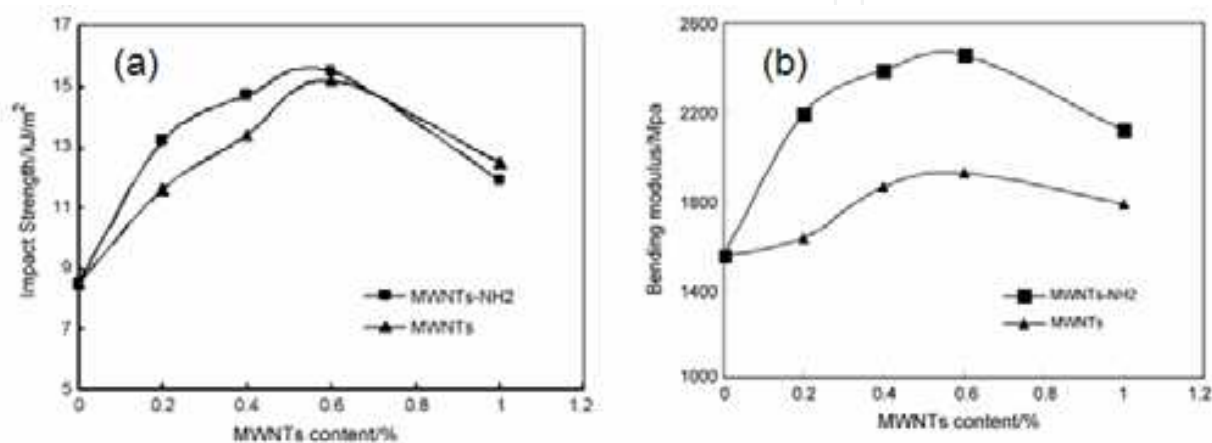 (a)
Impact Strength/kJ/m²
17
15
13
11
9
7
5
0 0.2 0.4 0.6 0.8 1 1.2
MWNTs content/%
MWNTs-NH2
MWNTs
(b)
Bending modulus/Mpa
2600
2200
1800
1400
1000
0 0.2 0.4 0.6 0.8 1 1.2
MWNTs content/%
MWNTs-NH2
MWNTs